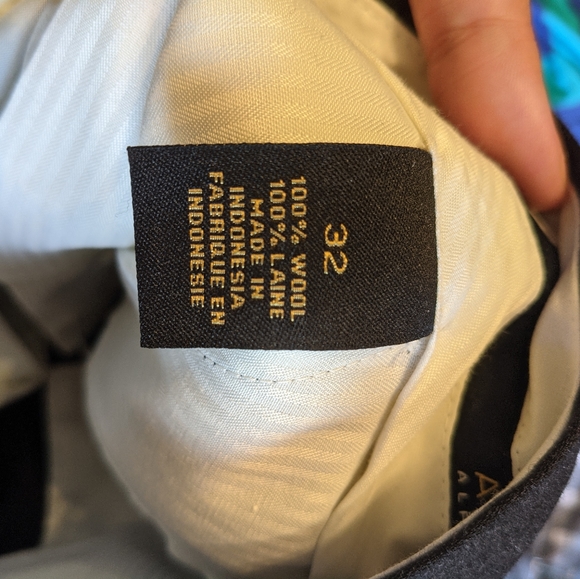 32
100% WOOL
100% LAINE
MADE IN
INDONESIA
FABRIQUE EN
INDONESIE